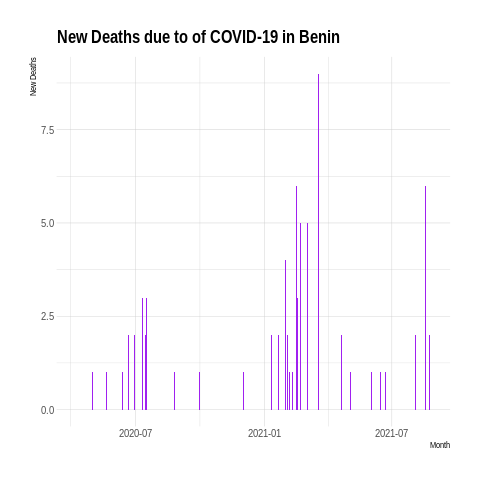 New Deaths due to of COVID-19 in Benin
New Deaths
7.5
5.0
2.5
0.0
2020-07 2021-01 2021-07
Month